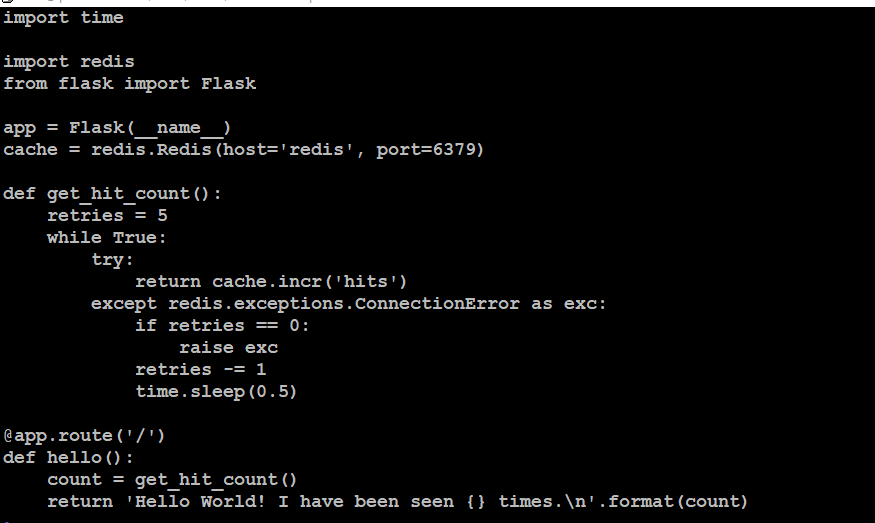 import time

import redis
from flask import Flask

app = Flask(__name__)
cache = redis.Redis(host='redis', port=6379)

def get_hit_count():
    retries = 5
    while True:
        try:
            return cache.incr('hits')
        except redis.exceptions.ConnectionError as exc:
            if retries == 0:
                raise exc
            retries -= 1
            time.sleep(0.5)

@app.route('/')
def hello():
    count = get_hit_count()
    return 'Hello World! I have been seen {} times.\n'.format(count)